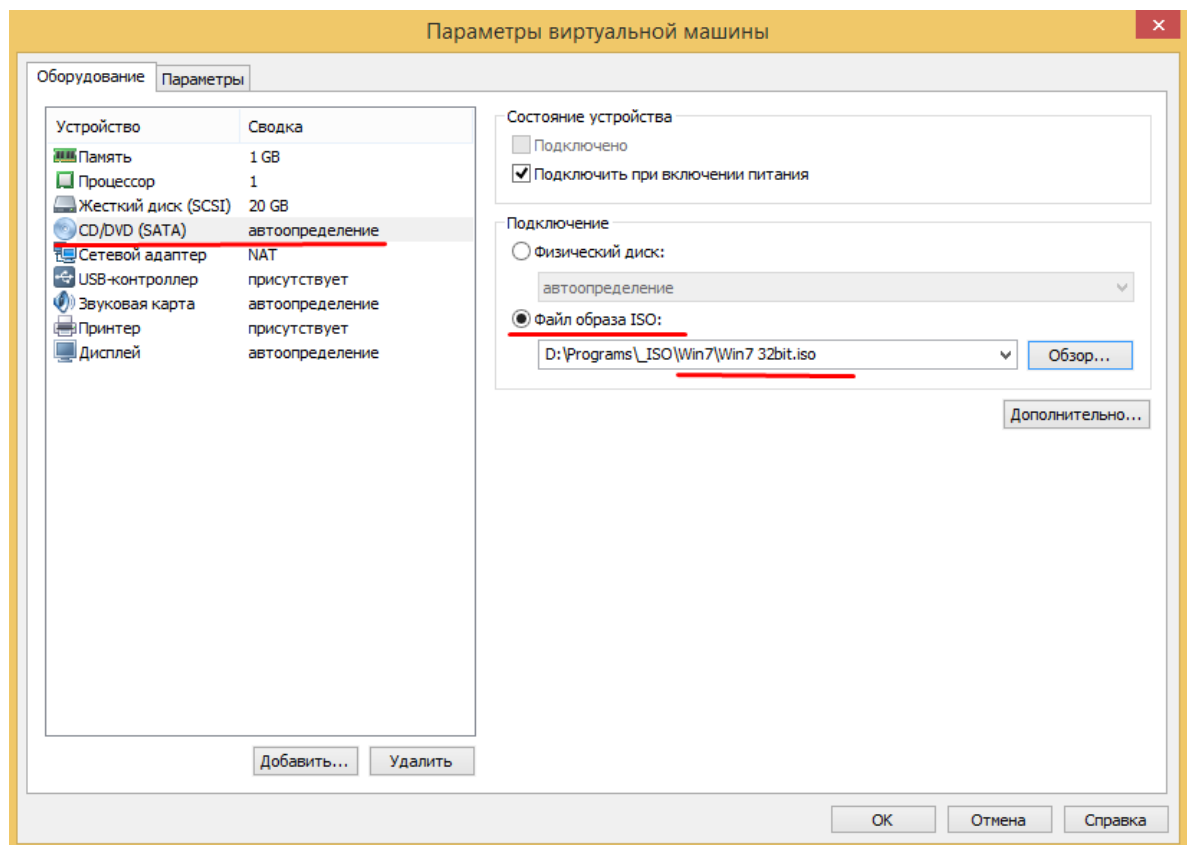 Параметры виртуальной машины
Оборудование Параметры
Устройство Сводка
Память 1 GB
Процессор 1
Жесткий диск (SCSI) 20 GB
CD/DVD (SATA) автоопределение
Сетевой адаптер NAT
USB-контроллер присутствует
Звуковая карта автоопределение
Принтер присутствует
Дисплей автоопределение
Добавить... Удалить
Состояние устройства
Подключено
Подключить при включении питания
Подключение
Физический диск:
автоопределение
Файл образа ISO:
D:\Programs\_ISO\Win7\Win7 32bit.iso Обзор...
Дополнительно...
OK Отмена Справка